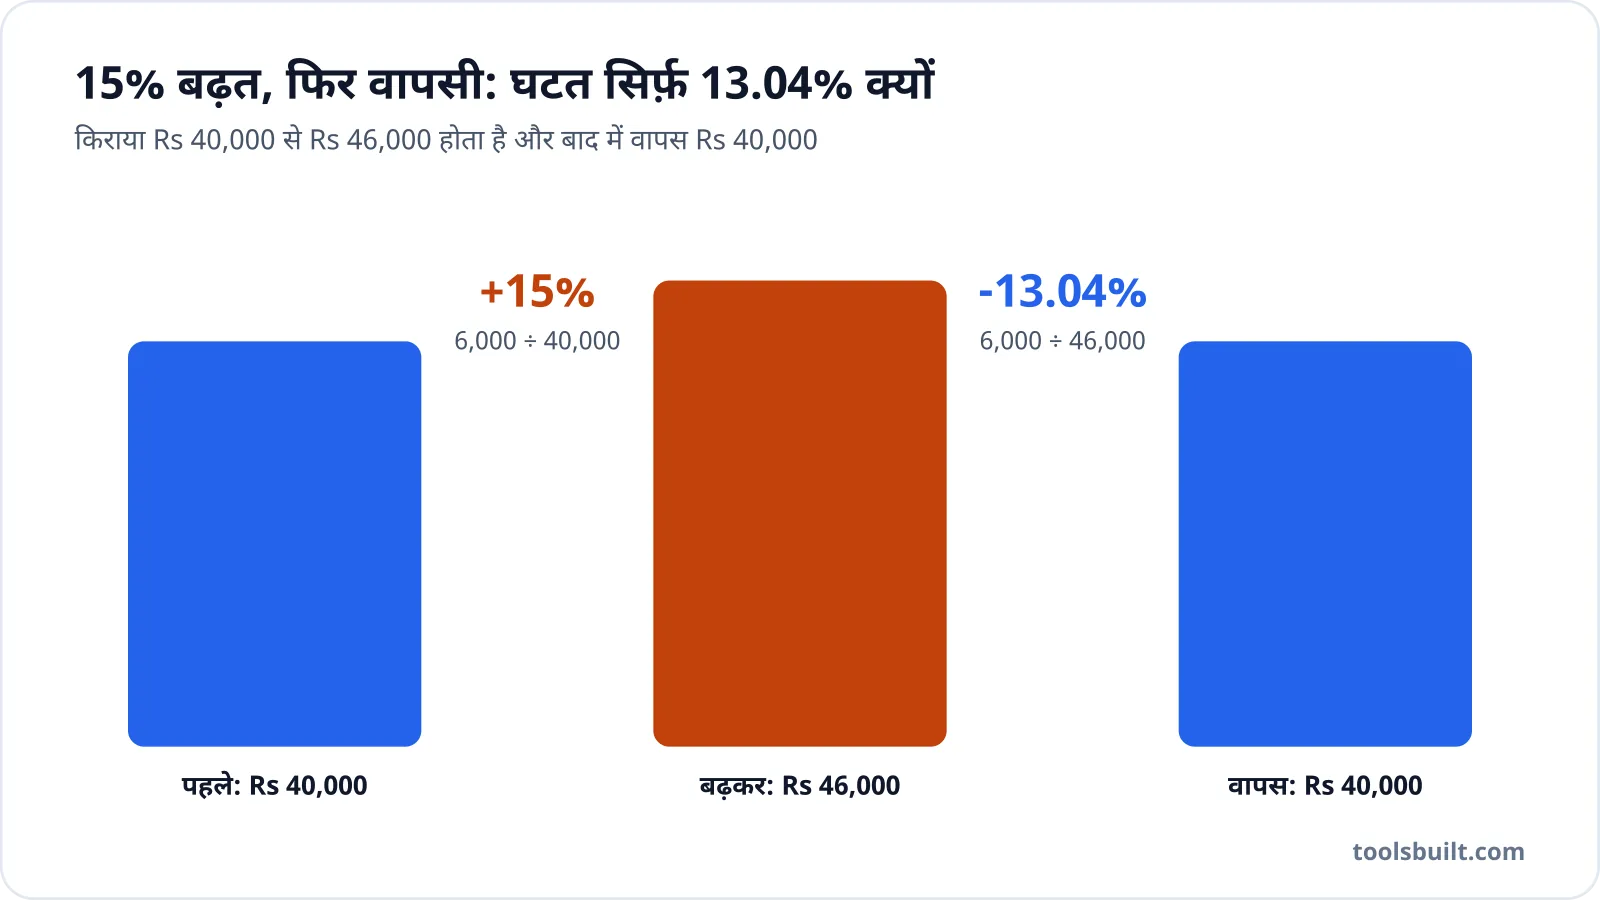 15% बढ़त, फिर वापसी: घटत सिर्फ़ 13.04% क्यों
किराया Rs 40,000 से Rs 46,000 होता है और बाद में वापस Rs 40,000
+15%
6,000 ÷ 40,000
-13.04%
6,000 ÷ 46,000
पहले: Rs 40,000
बढ़कर: Rs 46,000
वापस: Rs 40,000
toolsbuilt.com